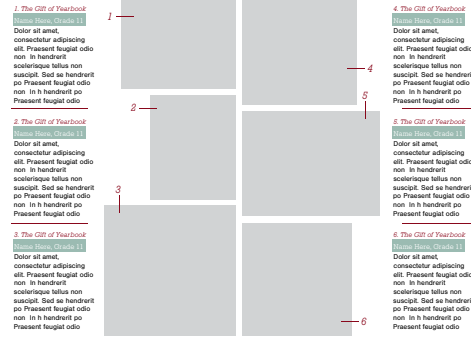 1. The Gift of Yearbook
Name Here, Grade 11
Dolor sit amet,
consectetur adipiscing
elit. Praesent feugiat odio
non In hendrerit
scelerisque tellus non
suscipit. Sed se hendrerit
po Praesent feugiat odio
non In h hendrerit po
Praesent feugiat odio
2. The Gift of Yearbook
Name Here, Grade 11
Dolor sit amet,
consectetur adipiscing
elit. Praesent feugiat odio
non In hendrerit
scelerisque tellus non
suscipit. Sed se hendrerit
po Praesent feugiat odio
non In h hendrerit po
Praesent feugiat odio
3. The Gift of Yearbook
Name Here, Grade 11
Dolor sit amet,
consectetur adipiscing
elit. Praesent feugiat odio
non In hendrerit
scelerisque tellus non
suscipit. Sed se hendrerit
po Praesent feugiat odio
non In h hendrerit po
Praesent feugiat odio
1
2
3
4
5
6
4. The Gift of Yearbook
Name Here, Grade 11
Dolor sit amet,
consectetur adipiscing
elit. Praesent feugiat odio
non In hendrerit
scelerisque tellus non
suscipit. Sed se hendreri
po Praesent feugiat odio
non In h hendrerit po
Praesent feugiat odio
5. The Gift of Yearbook
Name Here, Grade 11
Dolor sit amet,
consectetur adipiscing
elit. Praesent feugiat odio
non In hendrerit
scelerisque tellus non
suscipit. Sed se hendreri
po Praesent feugiat odio
non In h hendrerit po
Praesent feugiat odio
6. The Gift of Yearbook
Name Here, Grade 11
Dolor sit amet,
consectetur adipiscing
elit. Praesent feugiat odio
non In hendrerit
scelerisque tellus non
suscipit. Sed se hendreri
po Praesent feugiat odio
non In h hendrerit po
Praesent feugiat odio